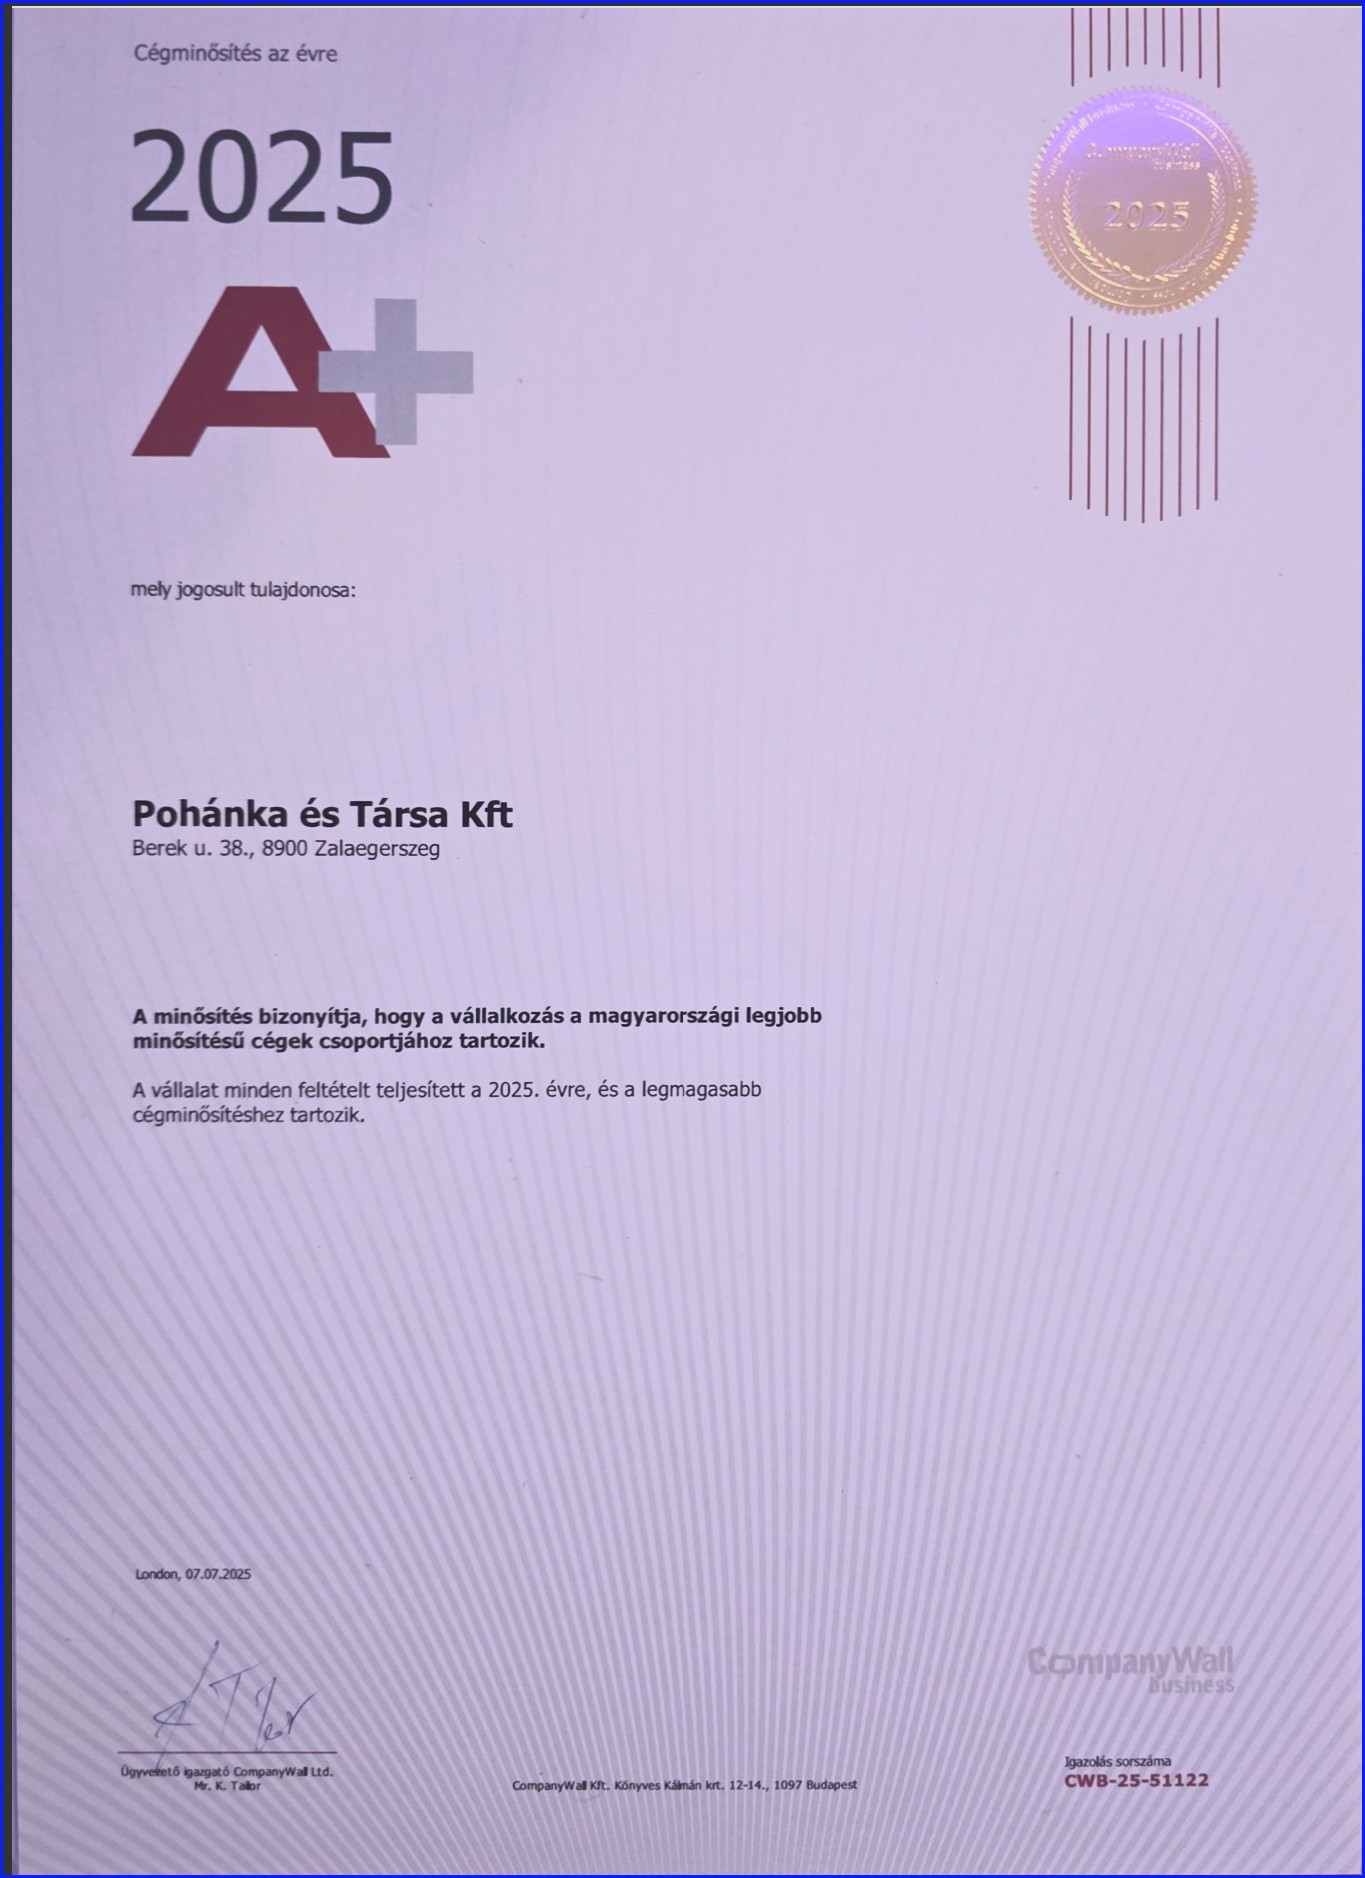 Cégminősítés az évre
2025
A+
CompanyWall
business
2025
mely jogosult tulajdonosa:
Pohánka és Társa Kft
Berek u. 38., 8900 Zalaegerszeg
A minősítés bizonyítja, hogy a vállalkozás a magyarországi legjobb
minősítésű cégek csoportjához tartozik.
A vállalat minden feltételt teljesített a 2025. évre, és a legmagasabb
cégminősítéshez tartozik.
London, 07.07.2025
CompanyWall
business
Ügyvezető igazgató CompanyWall Ltd.
Mr. K. Tailor
CompanyWall Kft. Könyves Kálmán krt. 12-14., 1097 Budapest
Igazolás sorszáma
CWB-25-51122